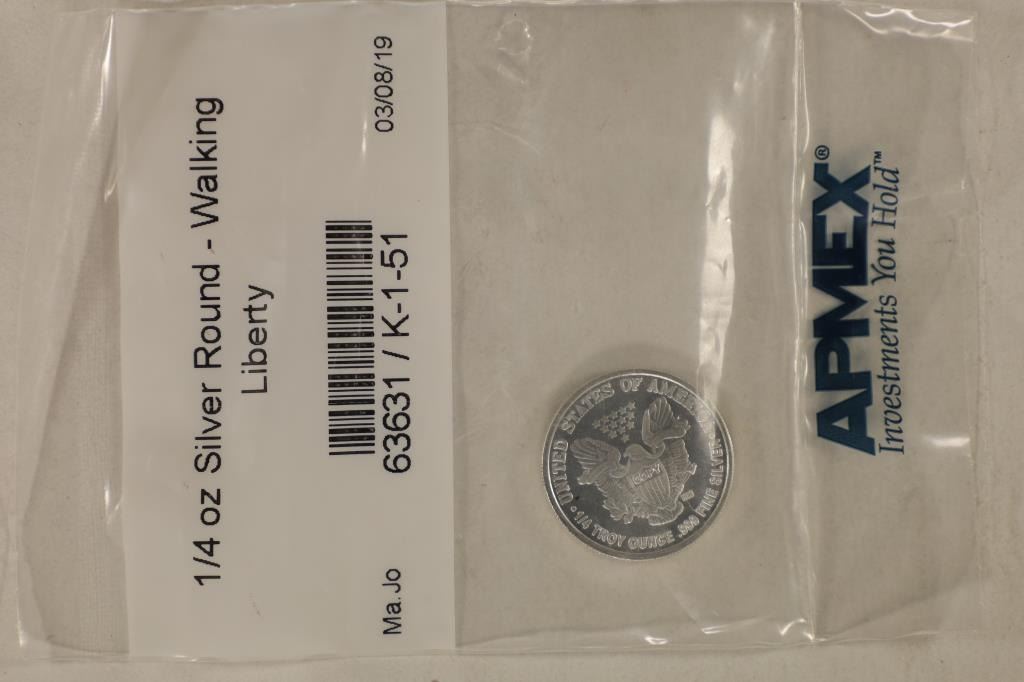 1/4 oz Silver Round - Walking
Liberty
63631 / K-1-51
Ma.Jo 03/08/19
UNITED STATES OF AMERICA
COPY
• 1/4 TROY OUNCE .999 FINE SILVER
APMEX®
Investments You Hold™